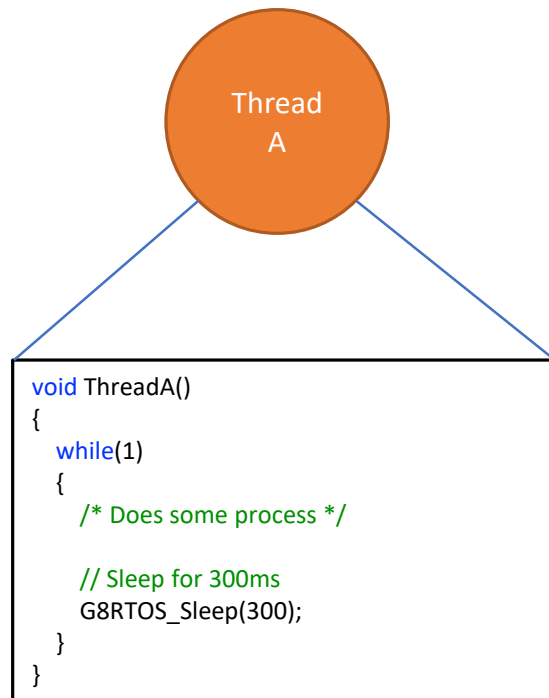 Thread
A
void ThreadA()
{
while(1)
{
/* Does some process */
// Sleep for 300ms
G8RTOS_Sleep(300);
}
}